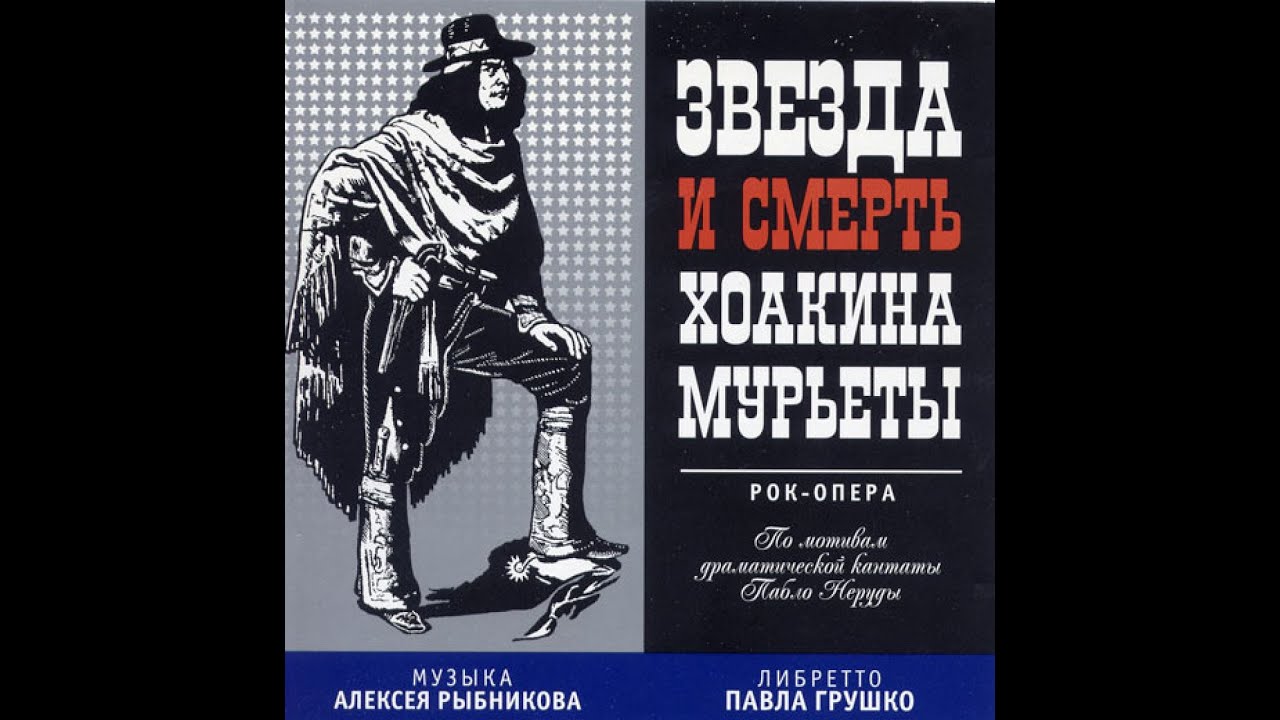 ЗВЕЗДА
И СМЕРТЬ
ХОАКИНА
МУРЬЕТЫ
РОК-ОПЕРА
По мотивам
драматической кантаты
Пабло Неруды
МУЗЫКА
АЛЕКСЕЯ РЫБНИКОВА
ЛИБРЕТТО
ПАВЛА ГРУШКО